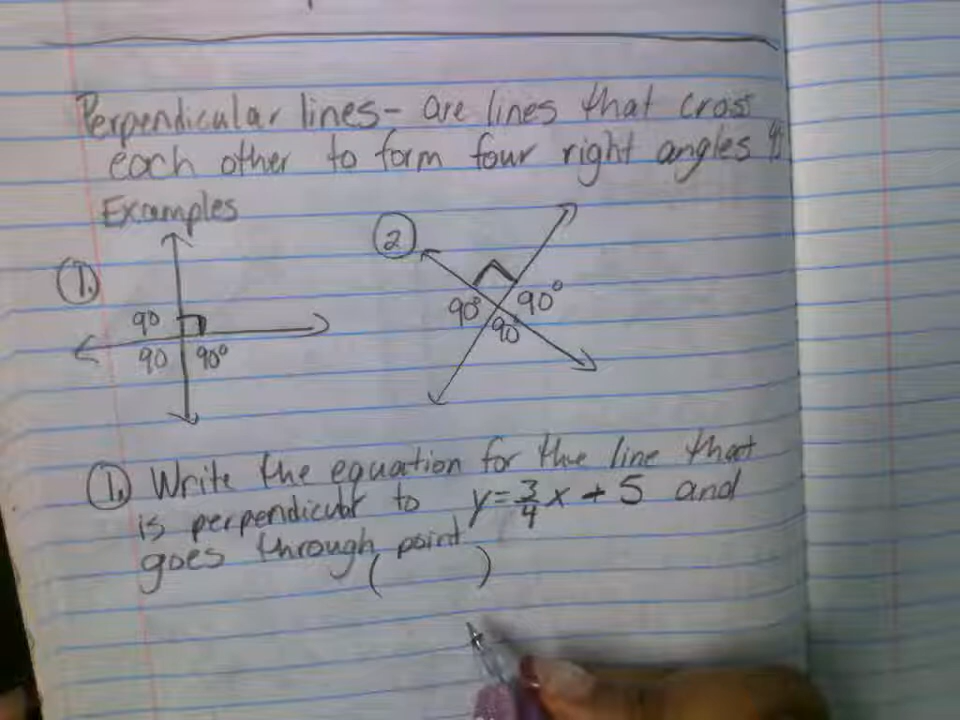 Perpendicular lines- are lines that cross
each other to form four right angles
Examples
①. ②
90 90 90°
90° 90 90°
①. Write the equation for the line that
is perpendicular to y=3/4x+5 and
goes through point
( )